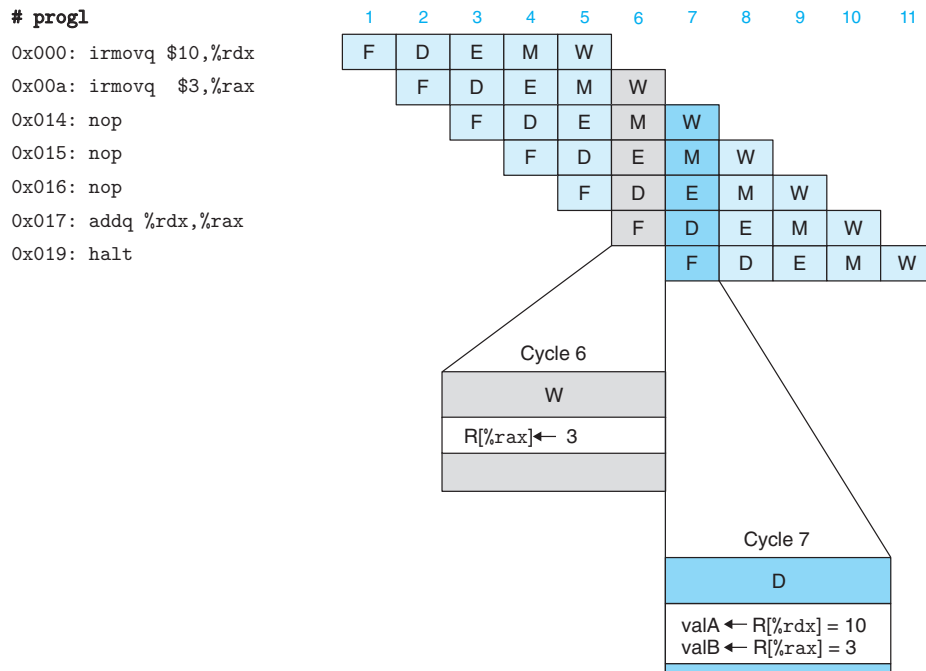 # prog1 1 2 3 4 5 6 7 8 9 10 11
0x000: irmovq $10,%rdx F D E M W
0x00a: irmovq $3,%rax F D E M W
0x014: nop F D E M W
0x015: nop F D E M W
0x016: nop F D E M W
0x017: addq %rdx,%rax F D E M W
0x019: halt F D E M W
Cycle 6
W
R[%rax]← 3
Cycle 7
D
valA ← R[%rdx] = 10
valB ← R[%rax] = 3